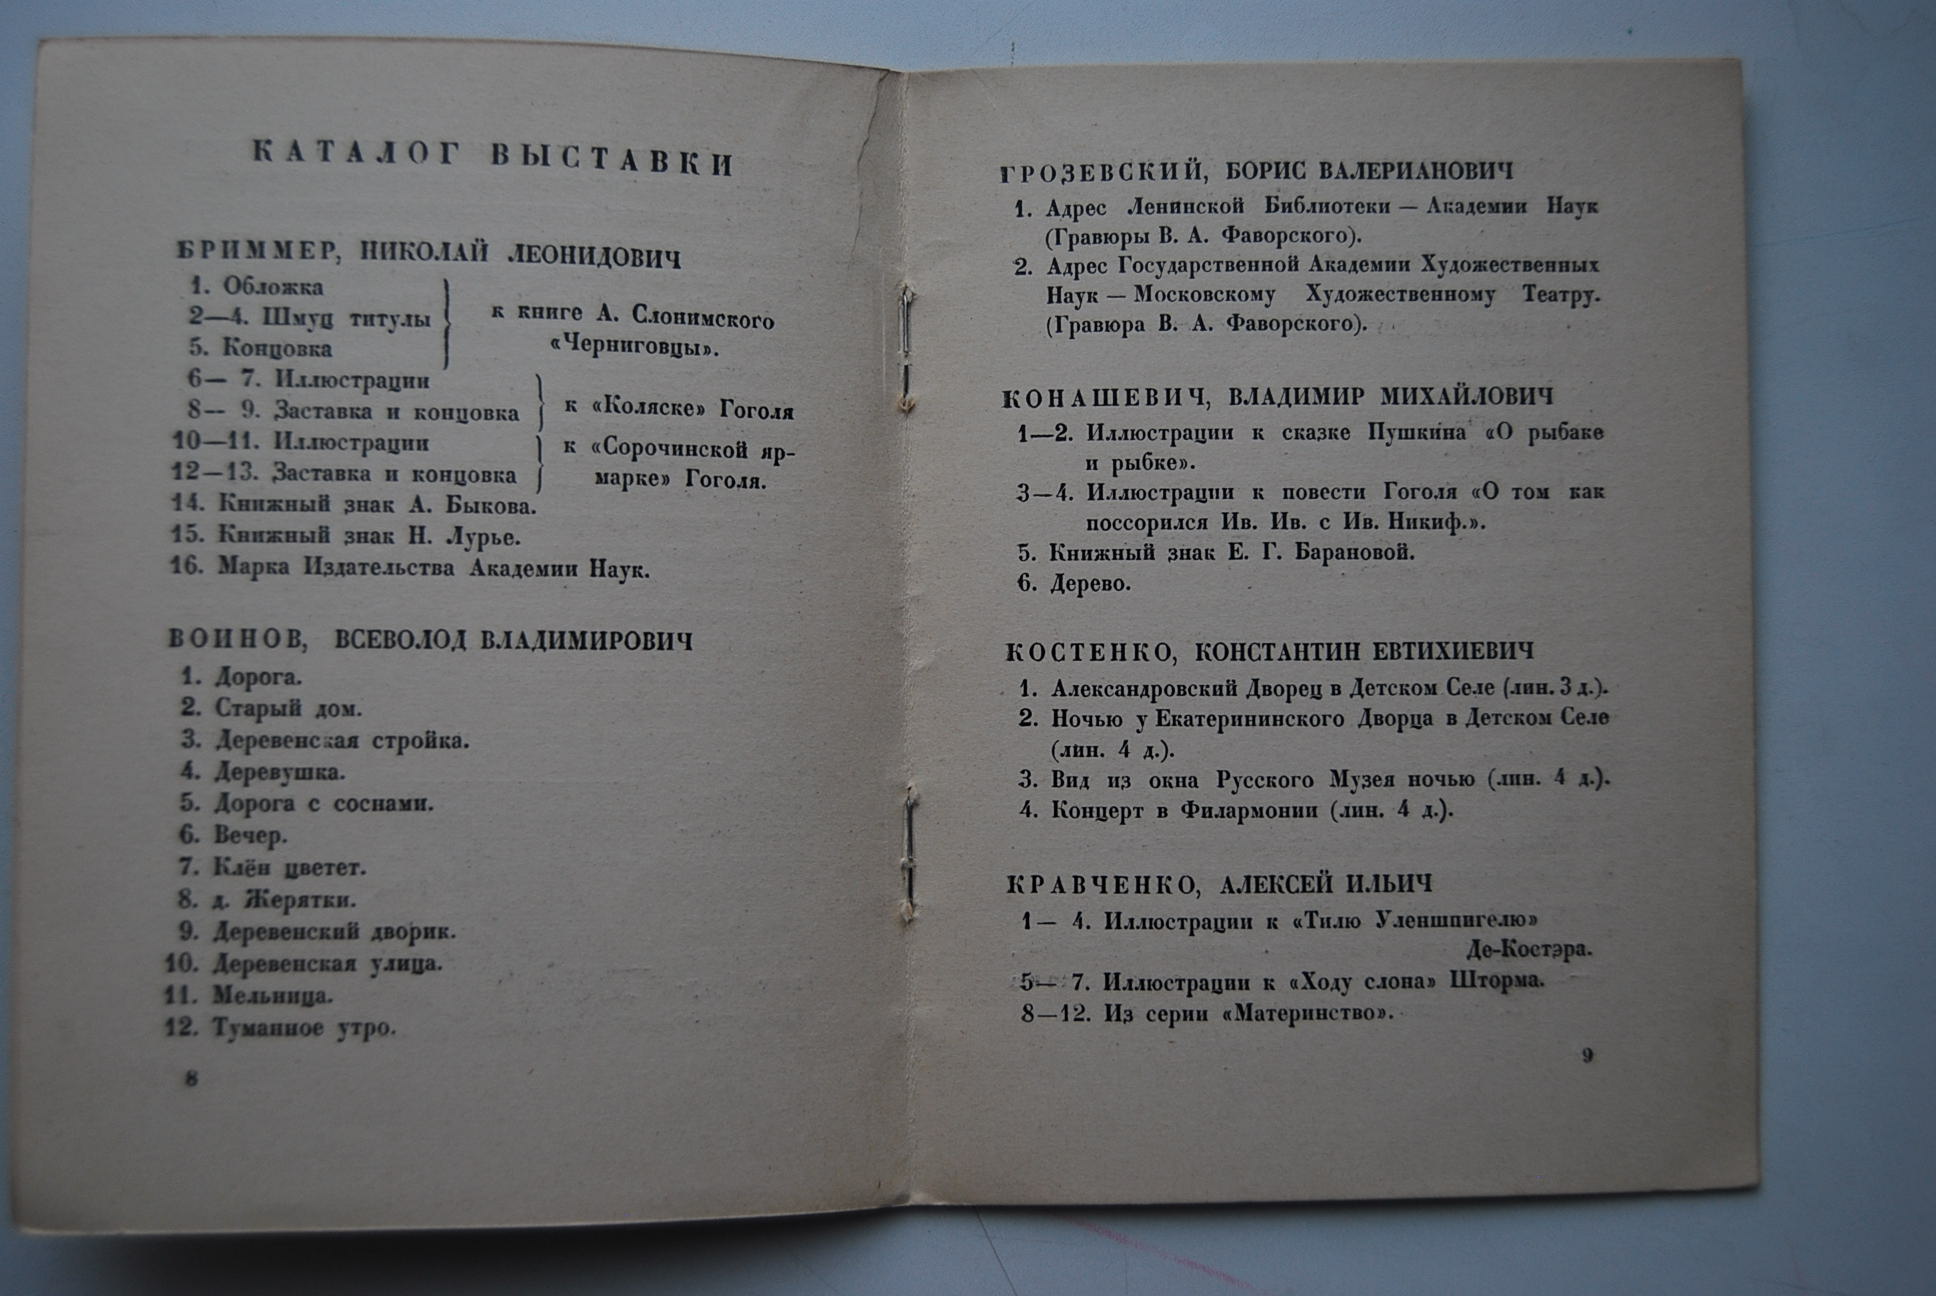 КАТАЛОГ ВЫСТАВКИ
БРИММЕР, НИКОЛАЙ ЛЕОНИДОВИЧ
1. Обложка
2—4. Шмуц титулы
5. Концовка
к книге А. Слонимского
«Черниговцы».
6— 7. Иллюстрации
8— 9. Заставка и концовка
к «Коляске» Гоголя
10—11. Иллюстрации
12—13. Заставка и концовка
к «Сорочинской яр-
марке» Гоголя.
14. Книжный знак А. Быкова.
15. Книжный знак Н. Лурье.
16. Марка Издательства Академии Наук.
ВОИНОВ, ВСЕВОЛОД ВЛАДИМИРОВИЧ
1. Дорога.
2. Старый дом.
3. Деревенская стройка.
4. Деревушка.
5. Дорога с соснами.
6. Вечер.
7. Клён цветет.
8. д. Жерятки.
9. Деревенский дворик.
10. Деревенская улица.
11. Мельница.
12. Туманное утро.
8
ГРОЗЕВСКИЙ, БОРИС ВАЛЕРИАНОВИЧ
1. Адрес Ленинской Библиотеки — Академии Наук
(Гравюры В. А. Фаворского).
2. Адрес Государственной Академии Художественных
Наук — Московскому Художественному Театру.
(Гравюра В. А. Фаворского).
КОНАШЕВИЧ, ВЛАДИМИР МИХАЙЛОВИЧ
1—2. Иллюстрации к сказке Пушкина «О рыбаке
и рыбке».
3—4. Иллюстрации к повести Гоголя «О том как
поссорился Ив. Ив. с Ив. Никиф.».
5. Книжный знак Е. Г. Барановой.
6. Дерево.
КОСТЕНКО, КОНСТАНТИН ЕВТИХИЕВИЧ
1. Александровский Дворец в Детском Селе (лин. 3 д.).
2. Ночью у Екатерининского Дворца в Детском Селе
(лин. 4 д.).
3. Вид из окна Русского Музея ночью (лин. 4 д.).
4. Концерт в Филармонии (лин. 4 д.).
КРАВЧЕНКО, АЛЕКСЕЙ ИЛЬИЧ
1— 4. Иллюстрации к «Тилю Уленшпигелю»
Де-Костэра.
5— 7. Иллюстрации к «Ходу слона» Шторма.
8—12. Из серии «Материнство».
9